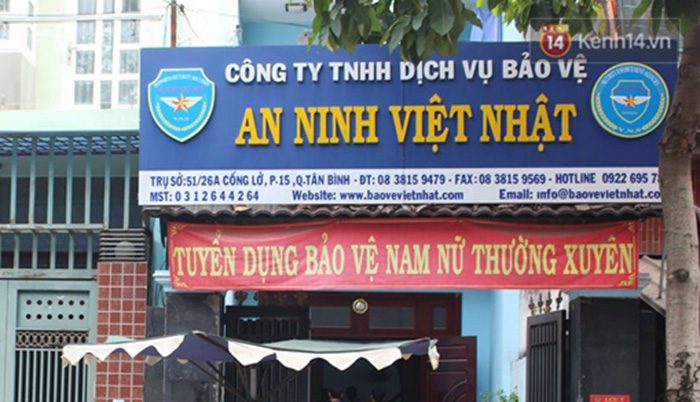 14 Kenh14.vn
CÔNG TY TNHH DỊCH VỤ BẢO VỆ
AN NINH VIỆT NHẬT
TRỤ SỞ: 51/26A CỐNG LỞ, P-15 ,Q.TÂN BÌNH - ĐT: 08 3815 9479 - FAX: 08 3815 9569 - HOTLINE 0922 695 7
MST: 0 3 1 2 6 4 4 2 6 4 Website: www.baovevietnhat.com Email: info@baovevietnhat.com
TUYỂN DỤNG BẢO VỆ NAM NỮ THƯỜNG XUYÊN